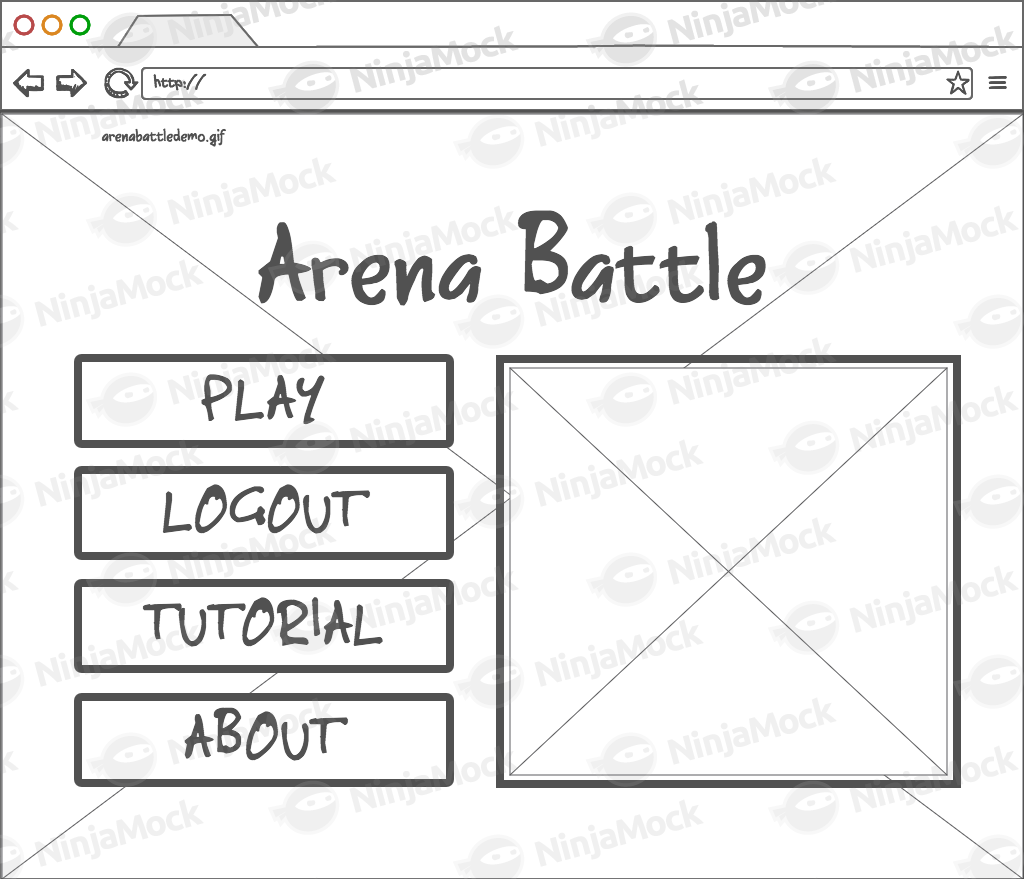 http://
arenabattledemo.gif
Arena Battle
PLAY
LOGOUT
TUTORIAL
ABOUT
NinjaMock